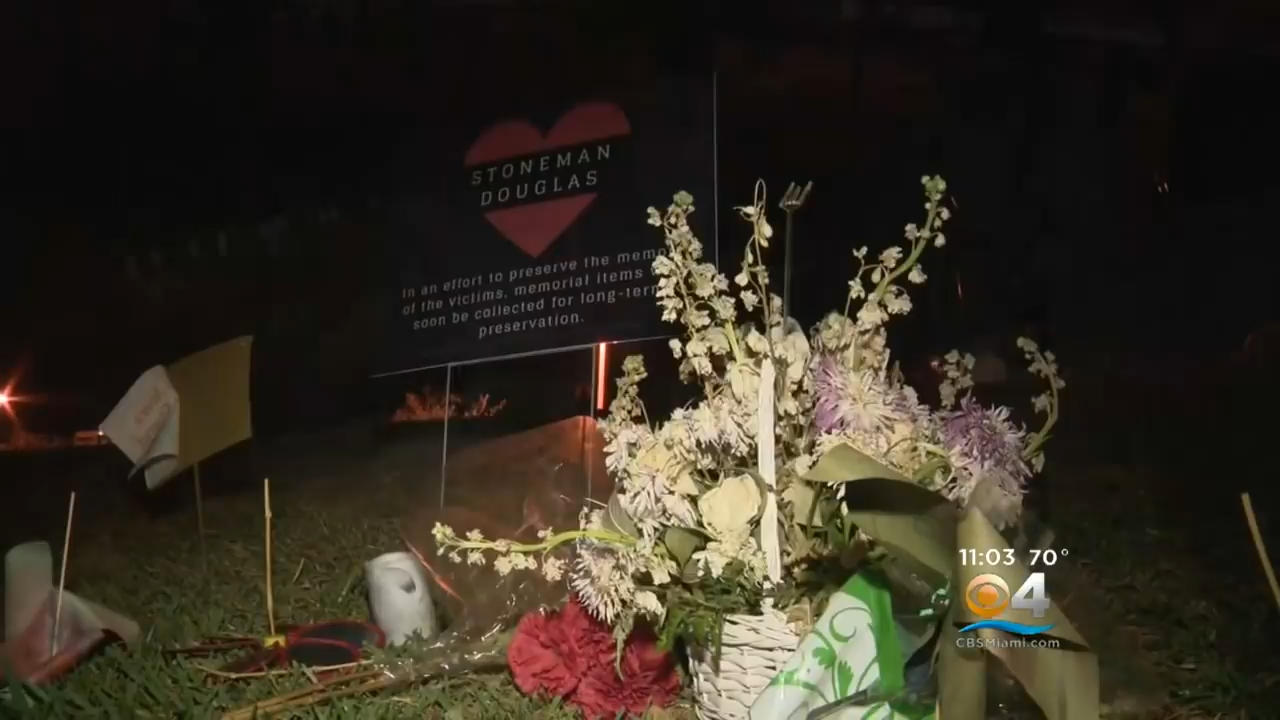 STONEMAN
DOUGLAS
In an effort to preserve the memo
of the victims, memorial items
soon be collected for long-term
preservation.
11:03 70°
4
CBSMiami.com